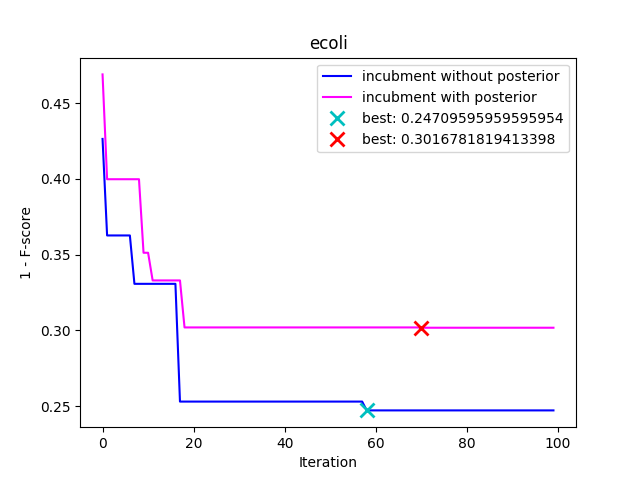 ecoli
incubment without posterior
incubment with posterior
best: 0.24709595959595954
best: 0.3016781819413398
1 - F-score
0.45
0.40
0.35
0.30
0.25
0
20
40
60
80
100
Iteration